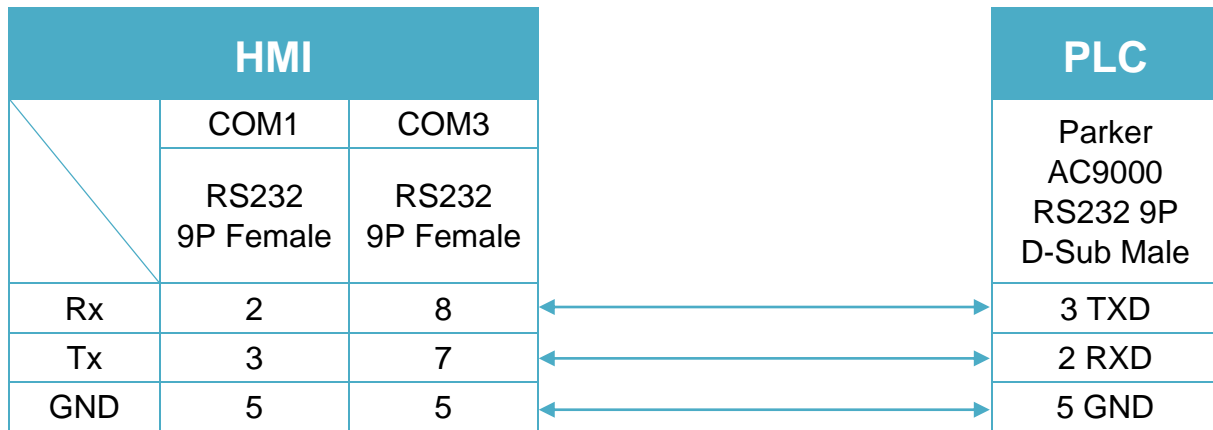 HMI
PLC
COM1
COM3
RS232
9P Female
RS232
9P Female
Parker
AC9000
RS232 9P
D-Sub Male
Rx 2 8 3 TXD
Tx 3 7 2 RXD
GND 5 5 5 GND